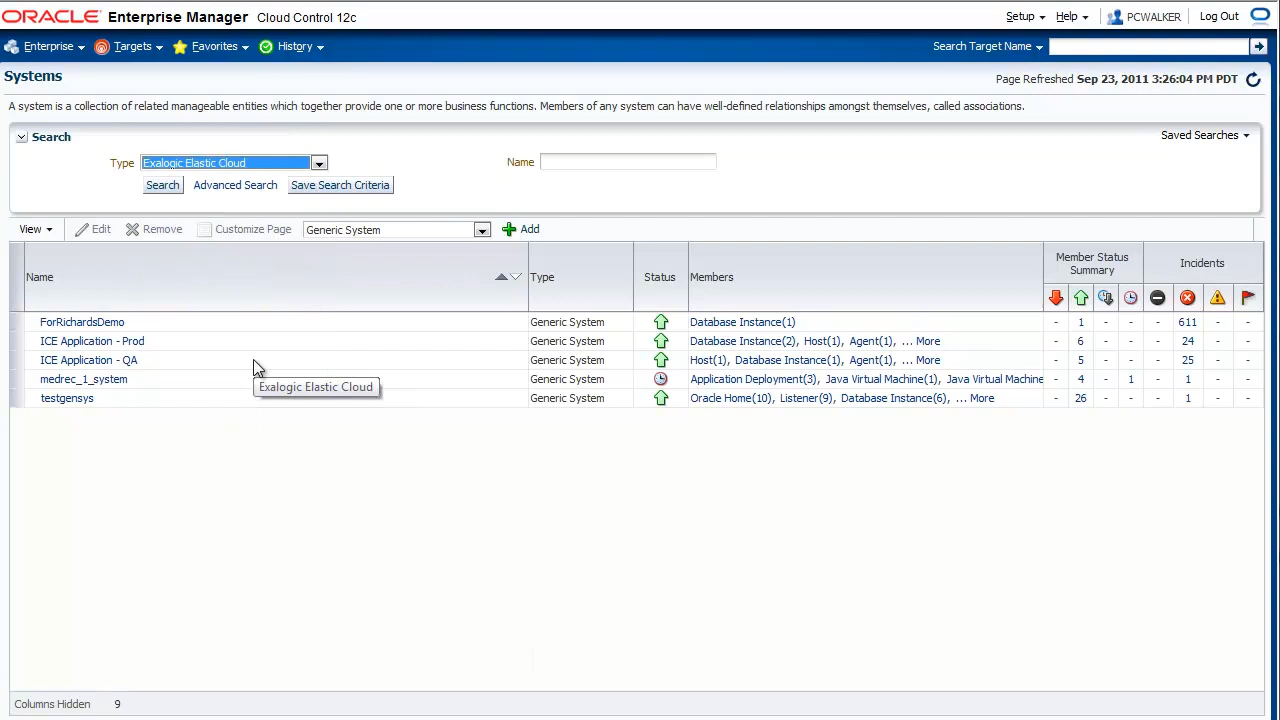 ORACLE Enterprise Manager Cloud Control 12c
Setup Help PCWALKER Log Out
Enterprise Targets Favorites History Search Target Name
Systems
Page Refreshed Sep 23, 2011 3:26:04 PM PDT
A system is a collection of related manageable entities which together provide one or more business functions. Members of any system can have well-defined relationships amongst themselves, called associations.
Search
Saved Searches
Type Exalogic Elastic Cloud Name
Search Advanced Search Save Search Criteria
View Edit Remove Customize Page Generic System Add
Name Type Status Members Member Status Summary Incidents
ForRichardsDemo Generic System Database Instance(1) - 1 - - - 611 - -
ICE Application - Prod Generic System Database Instance(2), Host(1), Agent(1), ... More - 6 - - - 24 - -
ICE Application - QA Generic System Host(1), Database Instance(1), Agent(1), ... More - 5 - - - 25 - -
medrec_1_system Generic System Application Deployment(3), Java Virtual Machine(1), Java Virtual Machine - 4 - 1 - 1 - -
testgensys Generic System Oracle Home(10), Listener(9), Database Instance(6), ... More - 26 - - - 1 - -
Exalogic Elastic Cloud
Columns Hidden 9